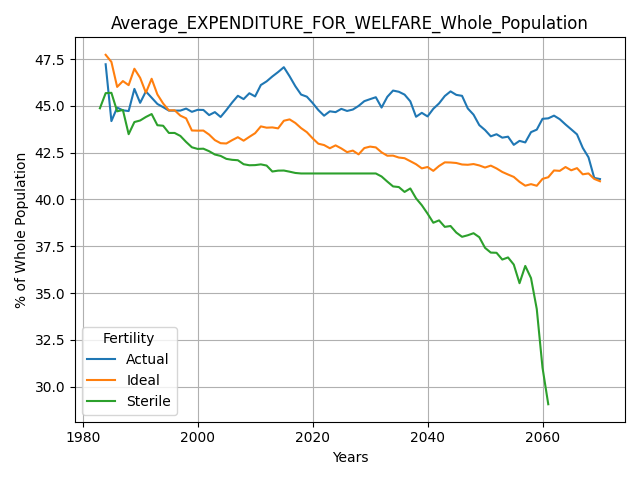 Average_EXPENDITURE_FOR_WELFARE_Whole_Population
% of Whole Population
47.5
45.0
42.5
40.0
37.5
35.0
32.5
30.0
Fertility
Actual
Ideal
Sterile
1980 2000 2020 2040 2060
Years